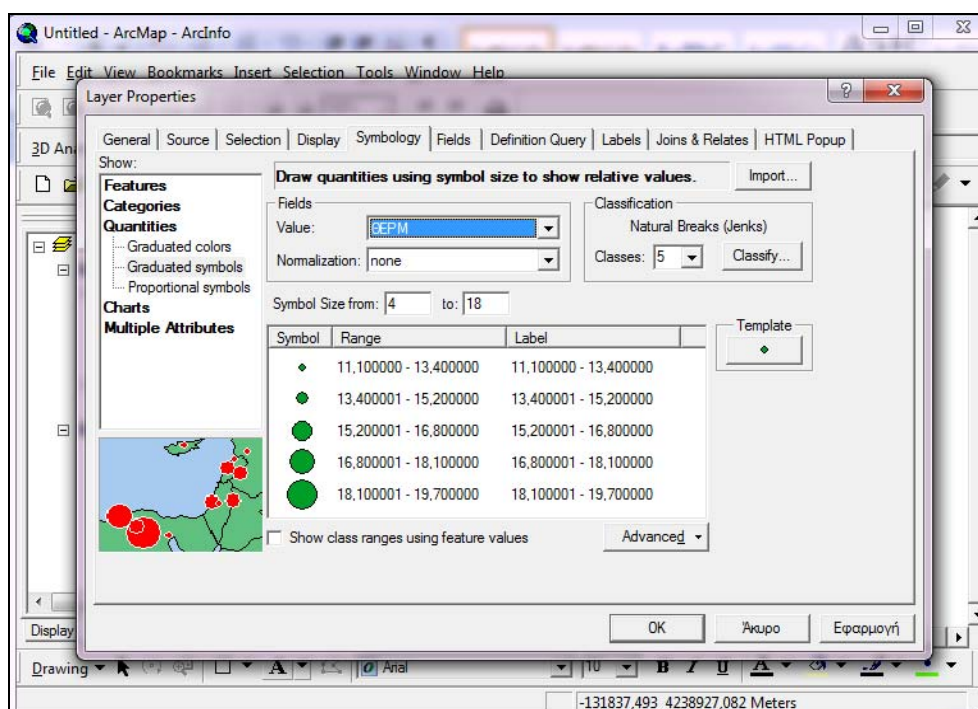 Untitled - ArcMap - ArcInfo
File Edit View Bookmarks Insert Selection Tools Window Help
Layer Properties
3D An
General Source Selection Display Symbology Fields Definition Query Labels Joins & Relates HTML Popup
Show:
Features
Categories
Quantities
Graduated colors
Graduated symbols
Proportional symbols
Charts
Multiple Attributes
Draw quantities using symbol size to show relative values.
Import...
Fields
Value: ΘΕΡΜ
Normalization: none
Classification
Natural Breaks (Jenks)
Classes: 5 Classify...
Symbol Size from: 4 to: 18
Symbol Range Label
11,100000 - 13,400000 11,100000 - 13,400000
13,400001 - 15,200000 13,400001 - 15,200000
15,200001 - 16,800000 15,200001 - 16,800000
16,800001 - 18,100000 16,800001 - 18,100000
18,100001 - 19,700000 18,100001 - 19,700000
Template
Show class ranges using feature values
Advanced
OK Άκυρο Εφαρμογή
Display
Drawing A Arial 10 B I U A
-131837,493 4238927,082 Meters